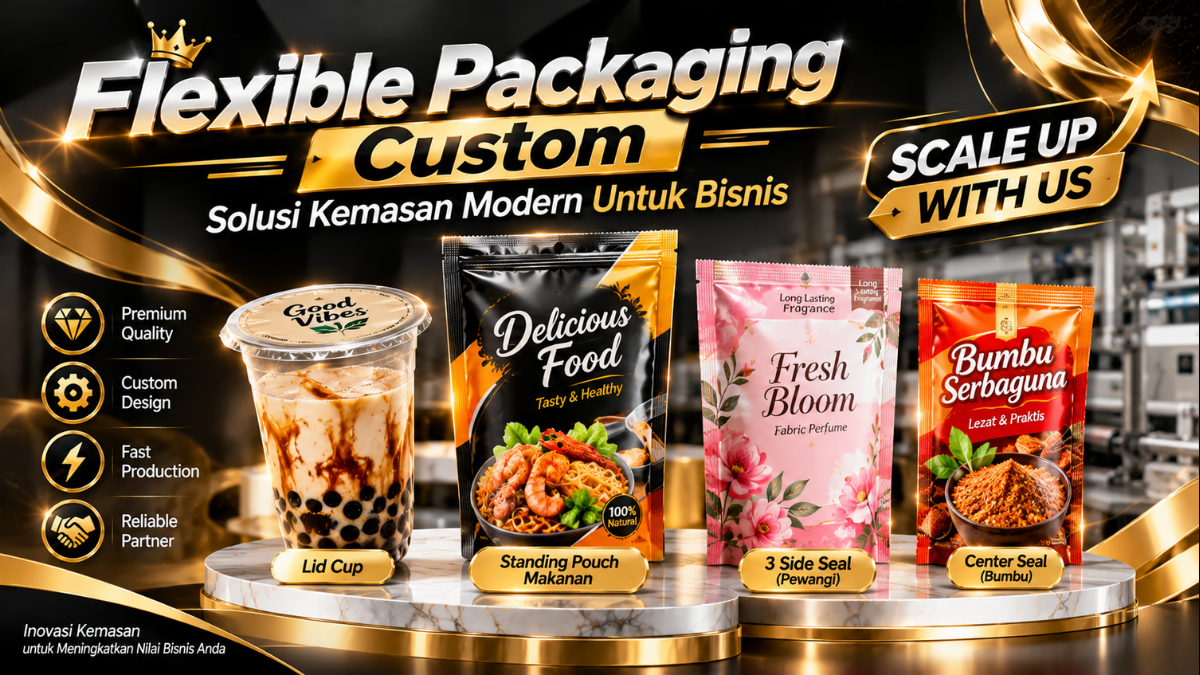 Flexible Packaging
Custom
Solusi Kemasan Modern Untuk Bisnis
SCALE UP
WITH US
Premium
Quality
Custom
Design
Fast
Production
Reliable
Partner
Good
Vibes
Lid Cup
Delicious
Food
Tasty & Healthy
100%
Natural
Standing Pouch
Makanan
Long Lasting
Fragrance
Long
Lasting
Fragrance
Fresh
Bloom
Fabric Perfume
3 Side Seal
(Pewangi)
Bumbu
Serbaguna
Lezat & Praktis
Center Seal
(Bumbu)
Inovasi Kemasan
untuk Meningkatkan Nilai Bisnis Anda